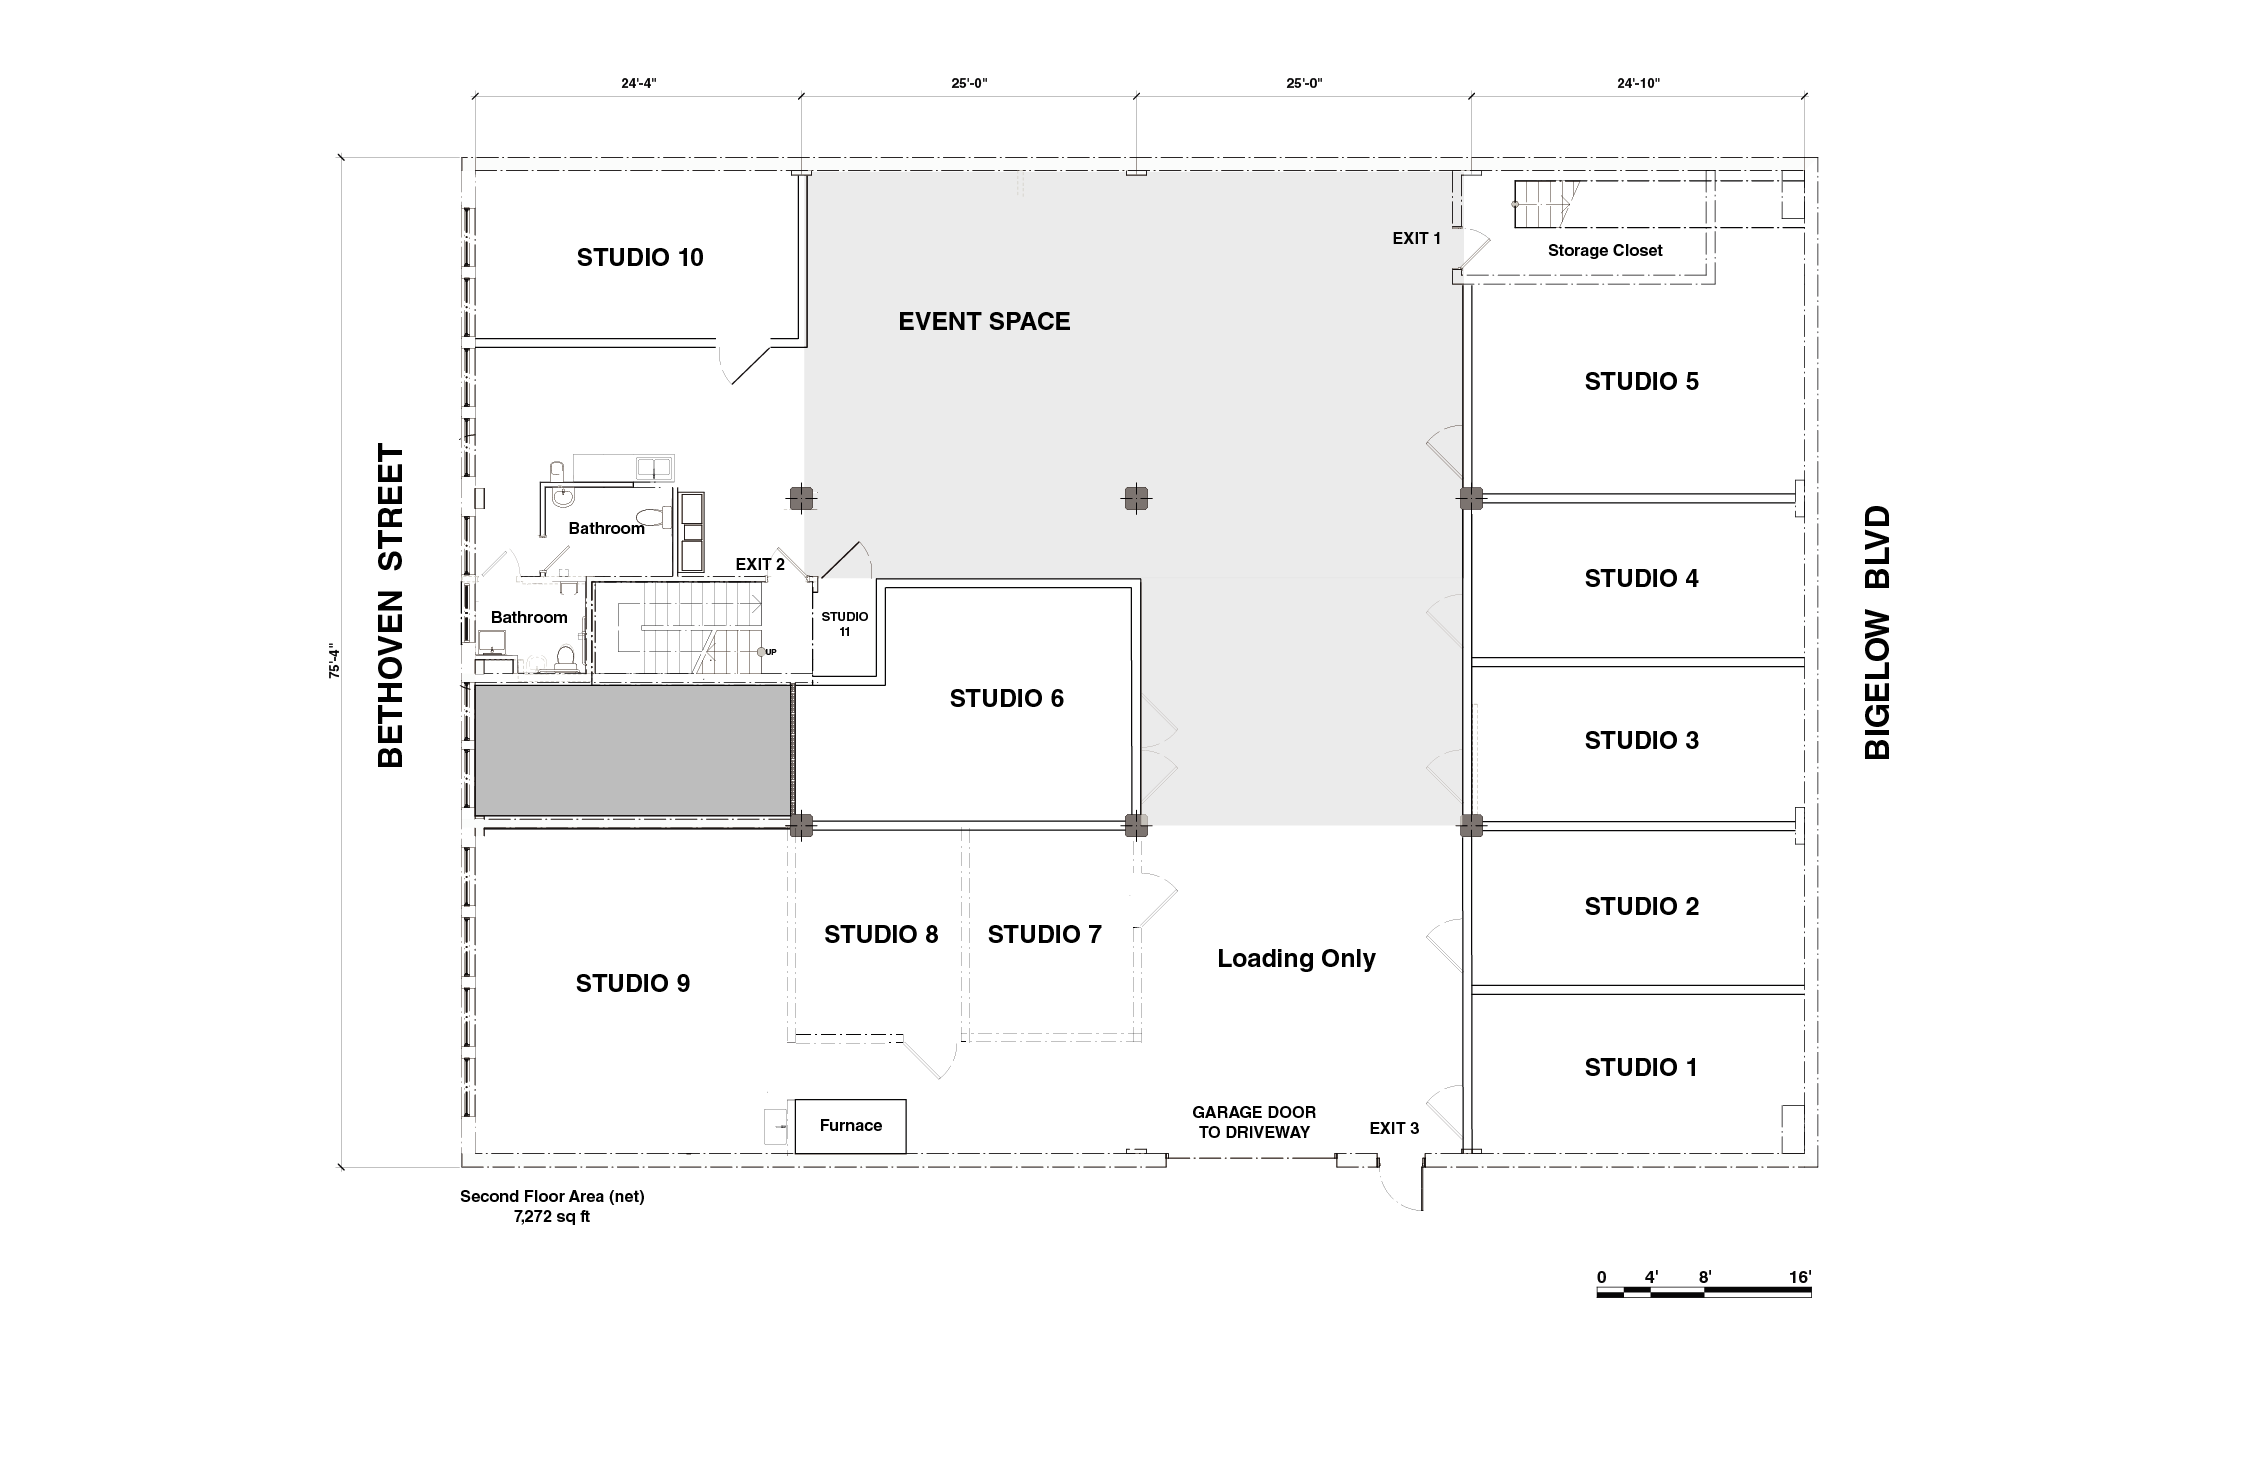 24'-4"
25'-0"
25'-0"
24'-10"
EXIT 1
Storage Closet
STUDIO 10
EVENT SPACE
STUDIO 5
BETHOVEN STREET
BIGELOW BLVD
75'-4"
Bathroom
EXIT 2
STUDIO 4
Bathroom
STUDIO
11
UP
STUDIO 6
STUDIO 3
STUDIO 2
STUDIO 8
STUDIO 7
Loading Only
STUDIO 9
STUDIO 1
GARAGE DOOR
TO DRIVEWAY
EXIT 3
Furnace
Second Floor Area (net)
7,272 sq ft
0 4' 8' 16'